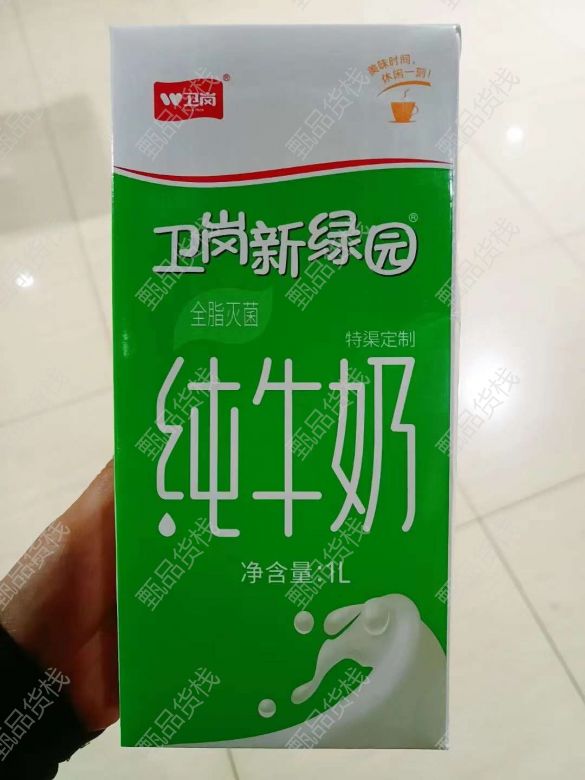 美味时间,
休闲一刻!
W卫岗®
卫岗新绿园®
全脂灭菌
特渠定制
纯牛奶
净含量:1L
甄品货栈